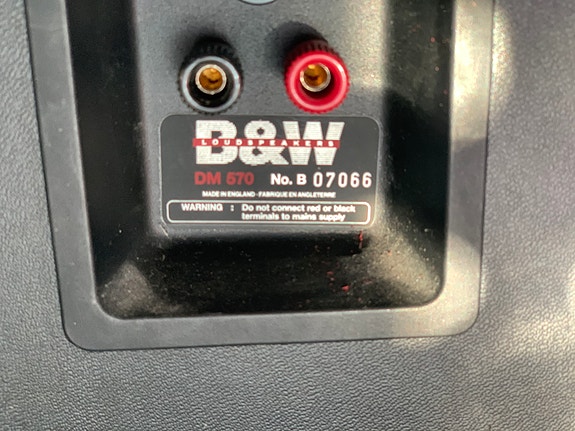 B&W
LOUDSPEAKERS
DM 570 No. B 07066
MADE IN ENGLAND · FABRIQUE EN ANGLETERRE
WARNING : Do not connect red or black
terminals to mains supply